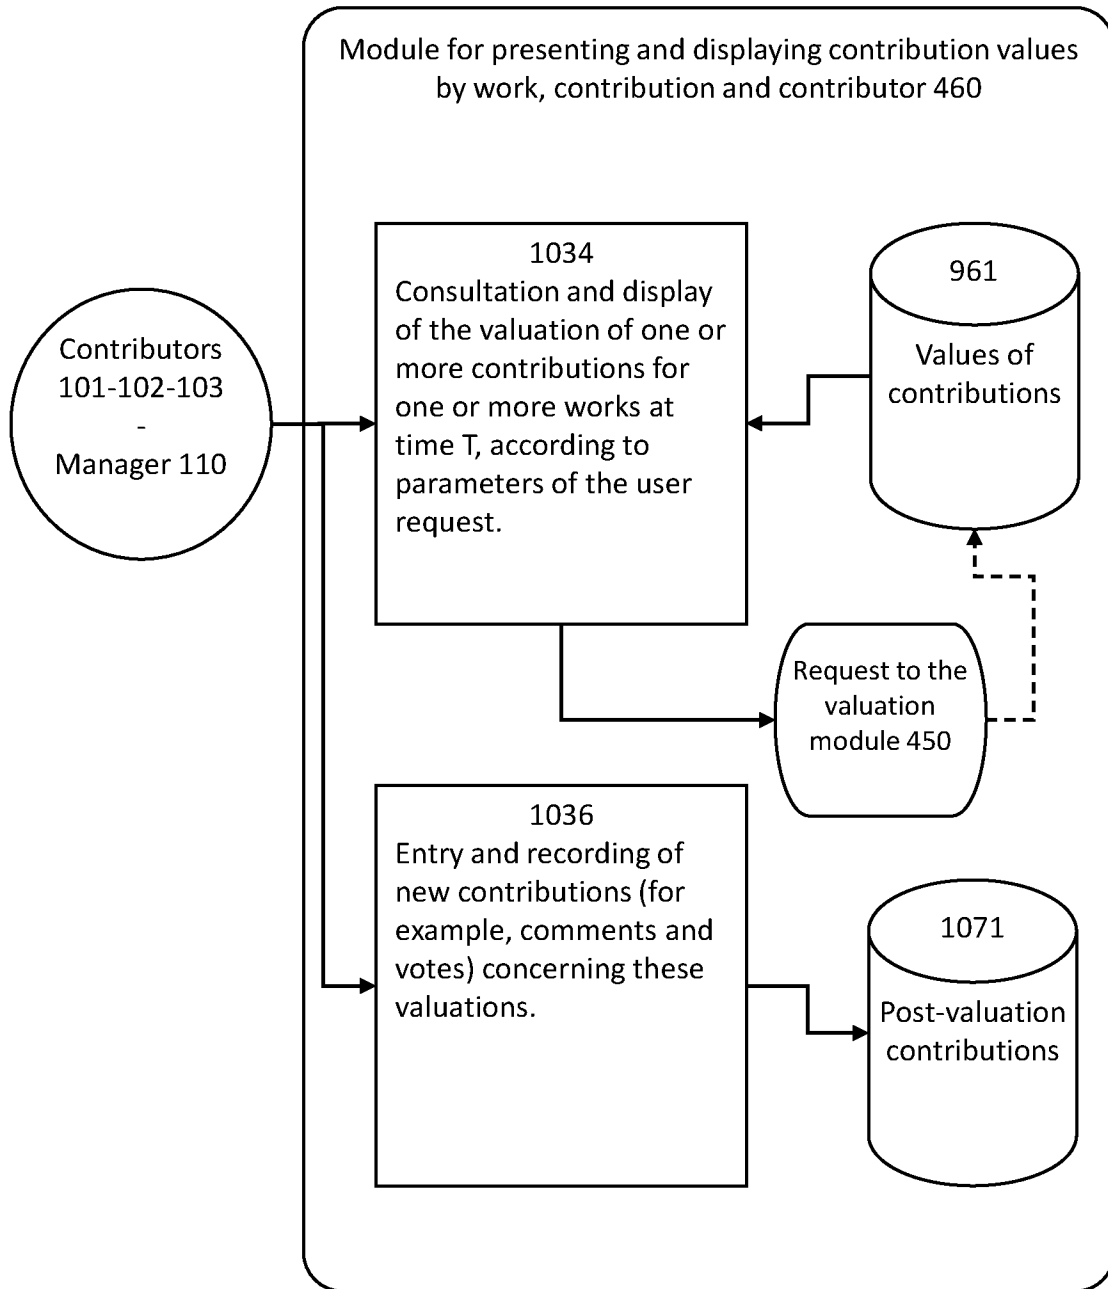 Module for presenting and displaying contribution values
by work, contribution and contributor 460
Contributors
101-102-103
-
Manager 110
1034
Consultation and display
of the valuation of one or
more contributions for
one or more works at
time T, according to
parameters of the user
request.
961
Values of
contributions
Request to the
valuation
module 450
1036
Entry and recording of
new contributions (for
example, comments and
votes) concerning these
valuations.
1071
Post-valuation
contributions